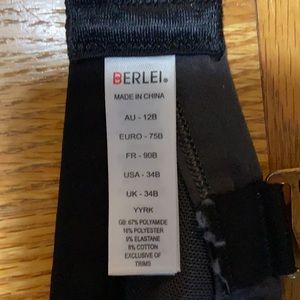 BERLEI.
MADE IN CHINA
AU - 12B
EURO - 75B
FR - 90B
USA - 34B
UK - 34B
YYRK
GB: 67% POLYAMIDE
16% POLYESTER
9% ELASTANE
8% COTTON
EXCLUSIVE OF
TRIMS